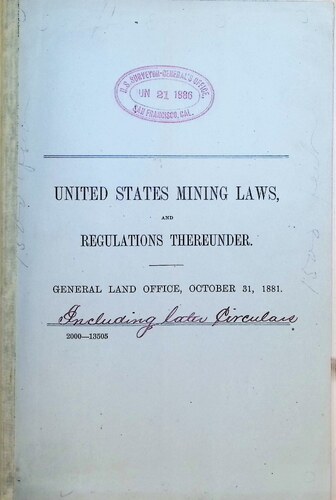 U.S. SURVEYOR-GENERAL'S OFFICE,
JUN 21 1886
SAN FRANCISCO, CAL.
UNITED STATES MINING LAWS,
AND
REGULATIONS THEREUNDER.
GENERAL LAND OFFICE, OCTOBER 31, 1881.
Including later Circulars
2000—13505